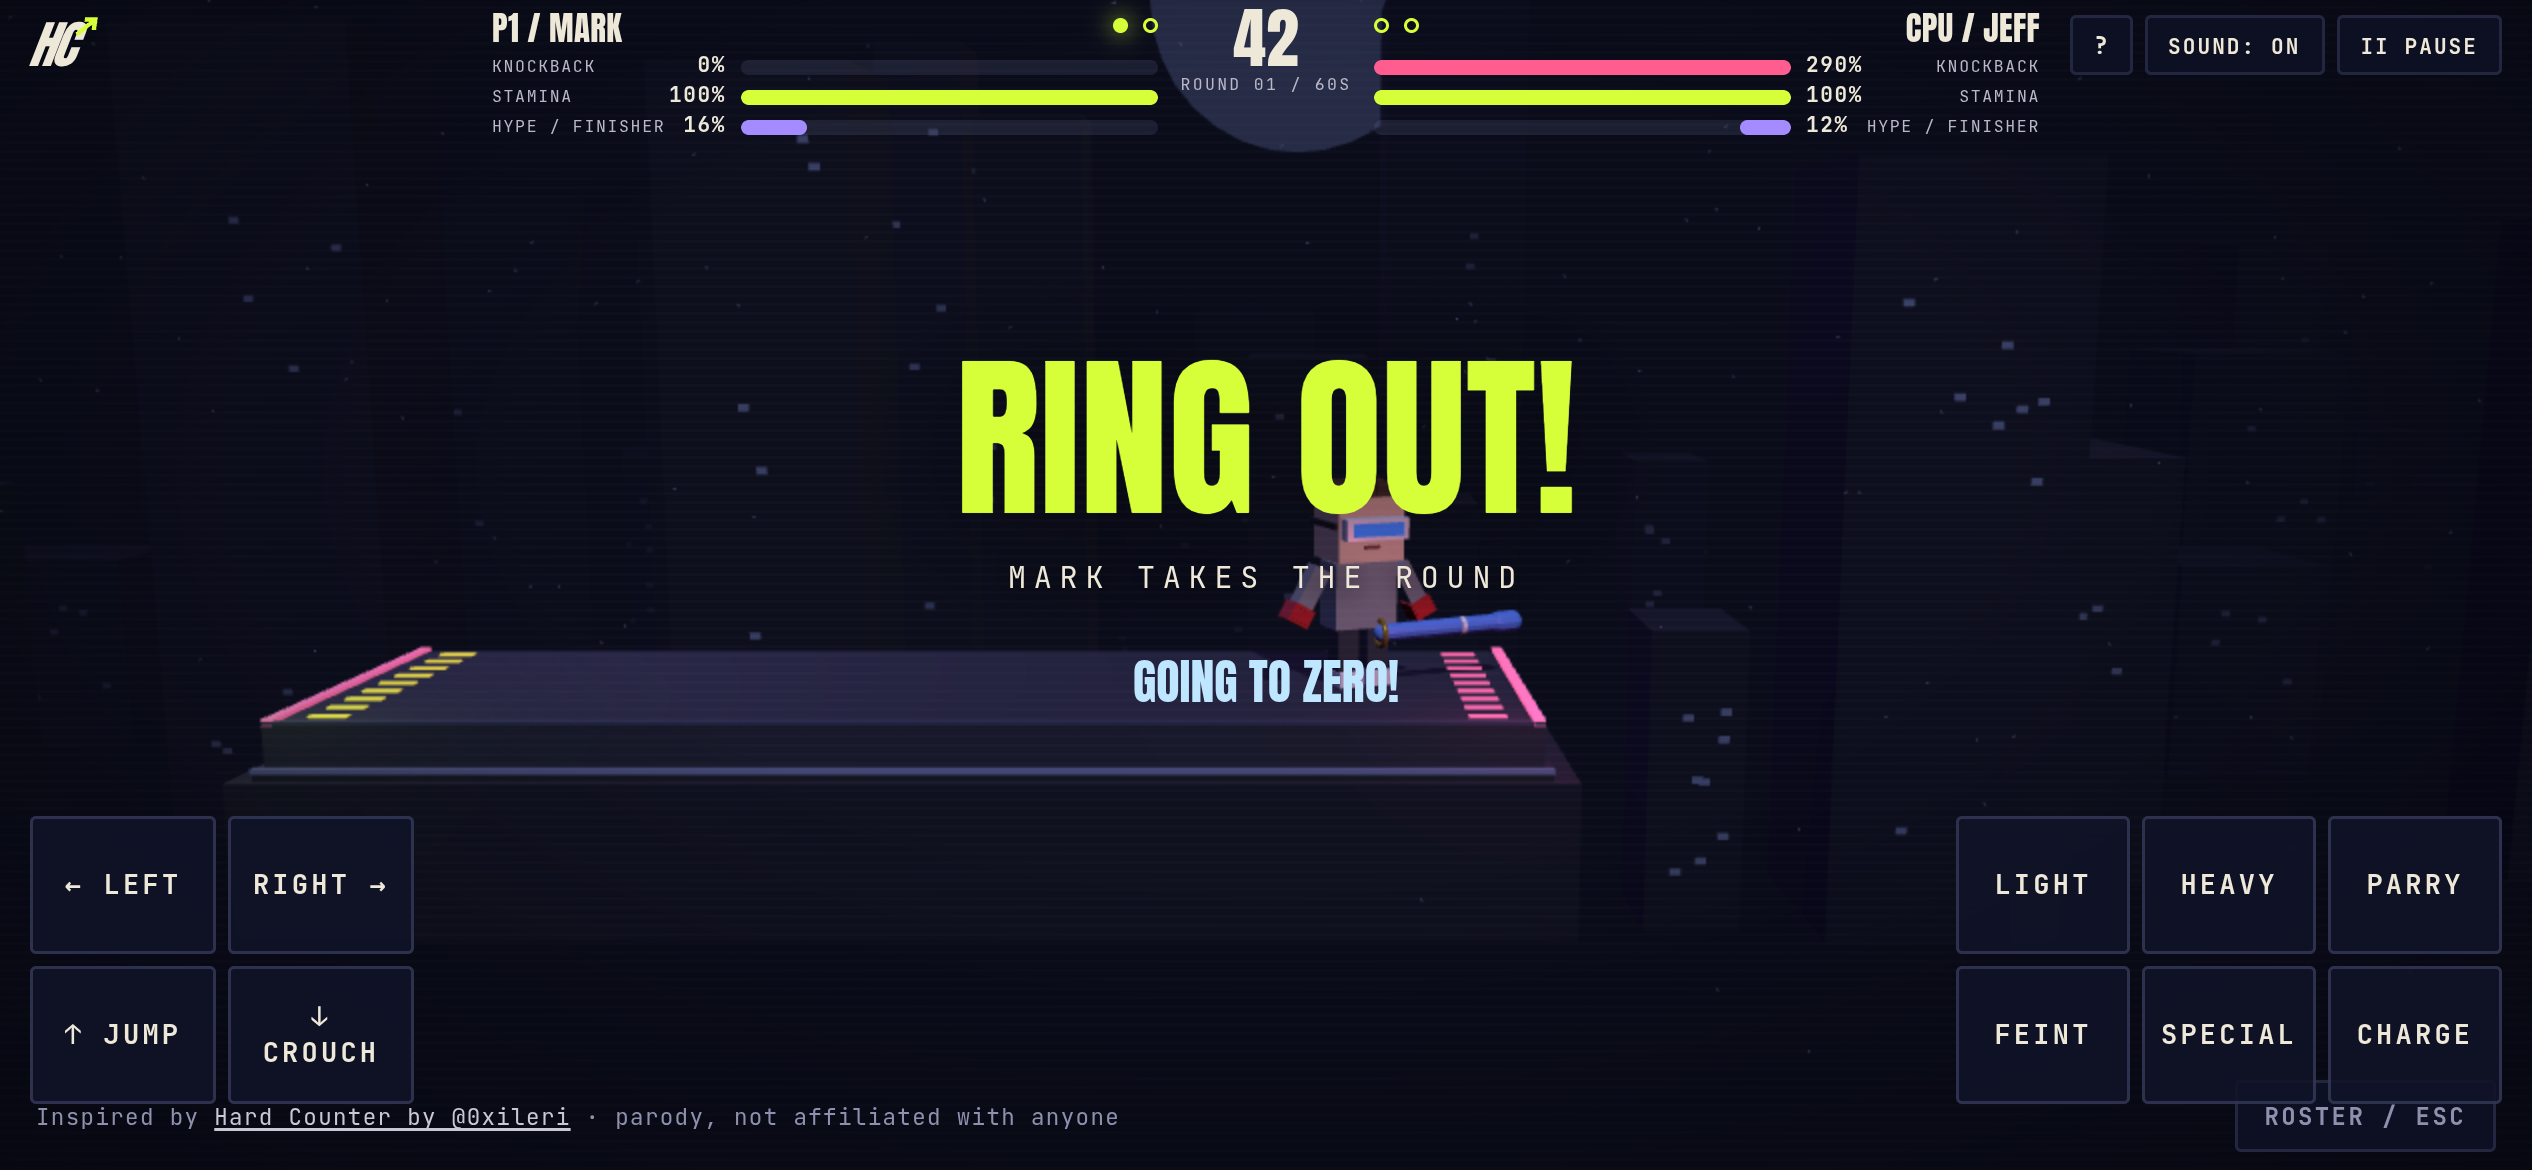 HC
P1 / MARK
KNOCKBACK 0%
STAMINA 100%
HYPE / FINISHER 16%
42
ROUND 01 / 60S
CPU / JEFF
290% KNOCKBACK
100% STAMINA
12% HYPE / FINISHER
?
SOUND: ON
II PAUSE
RING OUT!
MARK TAKES THE ROUND
GOING TO ZERO!
← LEFT
RIGHT →
↑ JUMP
↓
CROUCH
LIGHT
HEAVY
PARRY
FEINT
SPECIAL
CHARGE
Inspired by Hard Counter by @0xileri · parody, not affiliated with anyone
ROSTER / ESC